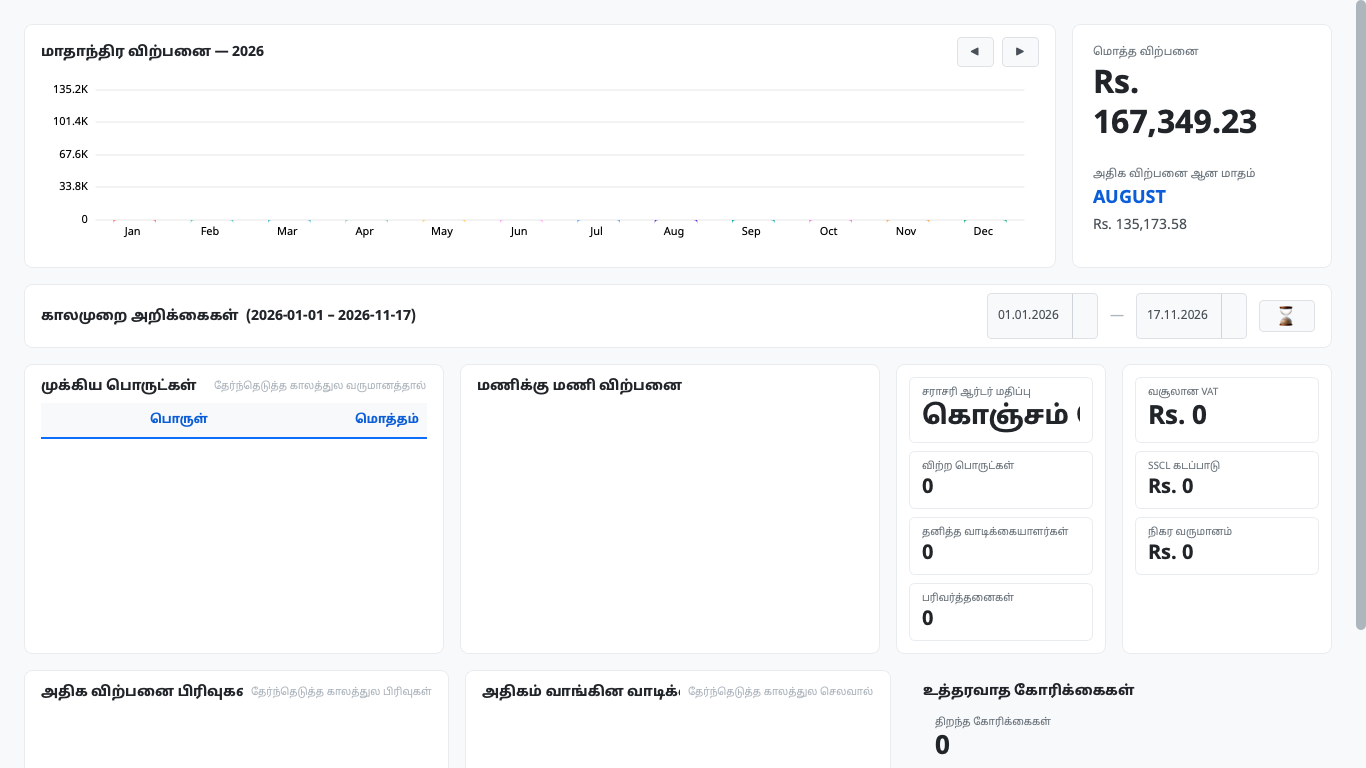 மாதாந்திர விற்பனை — 2026
135.2K
101.4K
67.6K
33.8K
0
Jan Feb Mar Apr May Jun Jul Aug Sep Oct Nov Dec
மொத்த விற்பனை
Rs.
167,349.23
அதிக விற்பனை ஆன மாதம்
AUGUST
Rs. 135,173.58
காலமுறை அறிக்கைகள் (2026-01-01 – 2026-11-17)
01.01.2026 — 17.11.2026
முக்கிய பொருட்கள் தேர்ந்தெடுத்த காலத்துல வருமானத்தால்
பொருள் மொத்தம்
மணிக்கு மணி விற்பனை
சராசரி ஆர்டர் மதிப்பு
கொஞ்சம்
விற்ற பொருட்கள்
0
தனித்த வாடிக்கையாளர்கள்
0
பரிவர்த்தனைகள்
0
வசூலான VAT
Rs. 0
SSCL கடப்பாடு
Rs. 0
நிகர வருமானம்
Rs. 0
அதிக விற்பனை தேர்ந்தெடுத்த காலத்துல பிரிவுகள்
அதிகம் வாங்கின தேர்ந்தெடுத்த காலத்துல செலவால்
உத்தரவாத கோரிக்கைகள்
திறந்த கோரிக்கைகள்
0